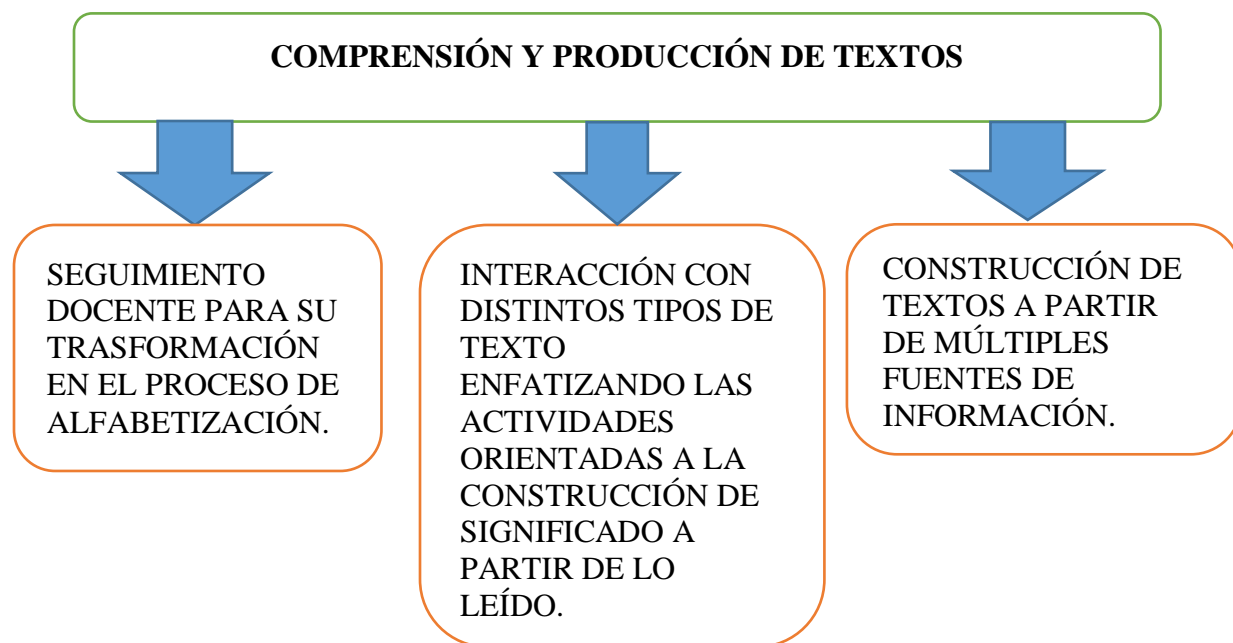 COMPRENSIÓN Y PRODUCCIÓN DE TEXTOS
SEGUIMIENTO
DOCENTE PARA SU
TRASFORMACIÓN
EN EL PROCESO DE
ALFABETIZACIÓN.
INTERACCIÓN CON
DISTINTOS TIPOS DE
TEXTO
ENFATIZANDO LAS
ACTIVIDADES
ORIENTADAS A LA
CONSTRUCCIÓN DE
SIGNIFICADO A
PARTIR DE LO
LEÍDO.
CONSTRUCCIÓN DE
TEXTOS A PARTIR
DE MÚLTIPLES
FUENTES DE
INFORMACIÓN.